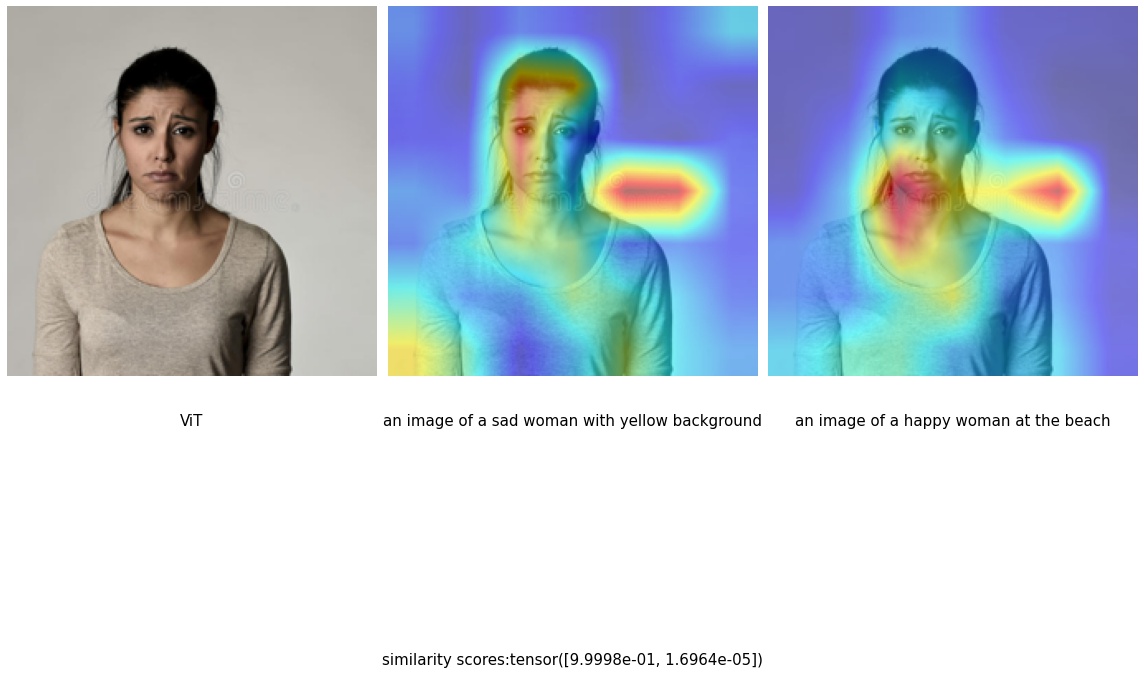 ViT
an image of a sad woman with yellow background
an image of a happy woman at the beach
similarity scores:tensor([9.9998e-01, 1.6964e-05])